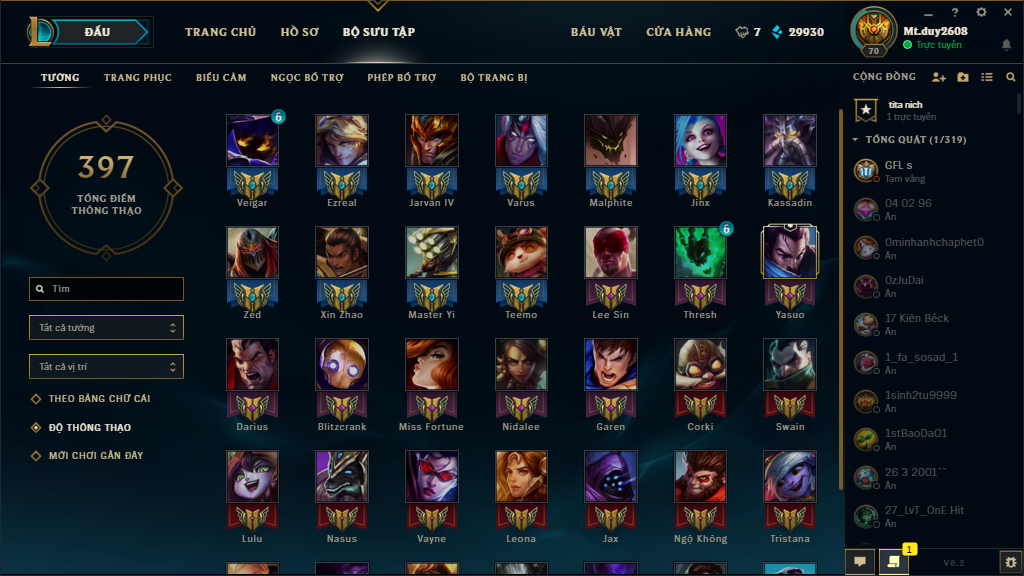 ĐẤU
TRANG CHỦ
HỒ SƠ
BỘ SƯU TẬP
BÁU VẬT
CỬA HÀNG
7
29930
70
?
Mt.duy2608
Trực tuyến
TƯỚNG
TRANG PHỤC
BIỂU CẢM
NGỌC BỔ TRỢ
PHÉP BỔ TRỢ
BỘ TRANG BỊ
CỘNG ĐỒNG
397
TỔNG ĐIỂM
THÔNG THẠO
Tìm
Tất cả tướng
Tất cả vị trí
THEO BẢNG CHỮ CÁI
ĐỘ THÔNG THẠO
MỚI CHƠI GẦN ĐÂY
6
Veigar
Ezreal
Jarvan IV
Varus
Malphite
Jinx
Kassadin
6
Zed
Xin Zhao
Master Yi
Teemo
Lee Sin
Thresh
Yasuo
Darius
Blitzcrank
Miss Fortune
Nidalee
Garen
Corki
Swain
Lulu
Nasus
Vayne
Leona
Jax
Ngộ Không
Tristana
tita nich
1 trực tuyến
TỔNG QUÁT (1/319)
GFL s
Tạm vắng
04 02 96
Ẩn
0minhanhchaphet0
Ẩn
0zJuDai
Ẩn
17 Kiên Bếck
Ẩn
1_fa_sosad_1
Ẩn
1sinh2tu9999
Ẩn
1stBaoDa01
Ẩn
26 3 2001^^
Ẩn
27_LvT_OnE Hit
Ẩn
1
V8.2